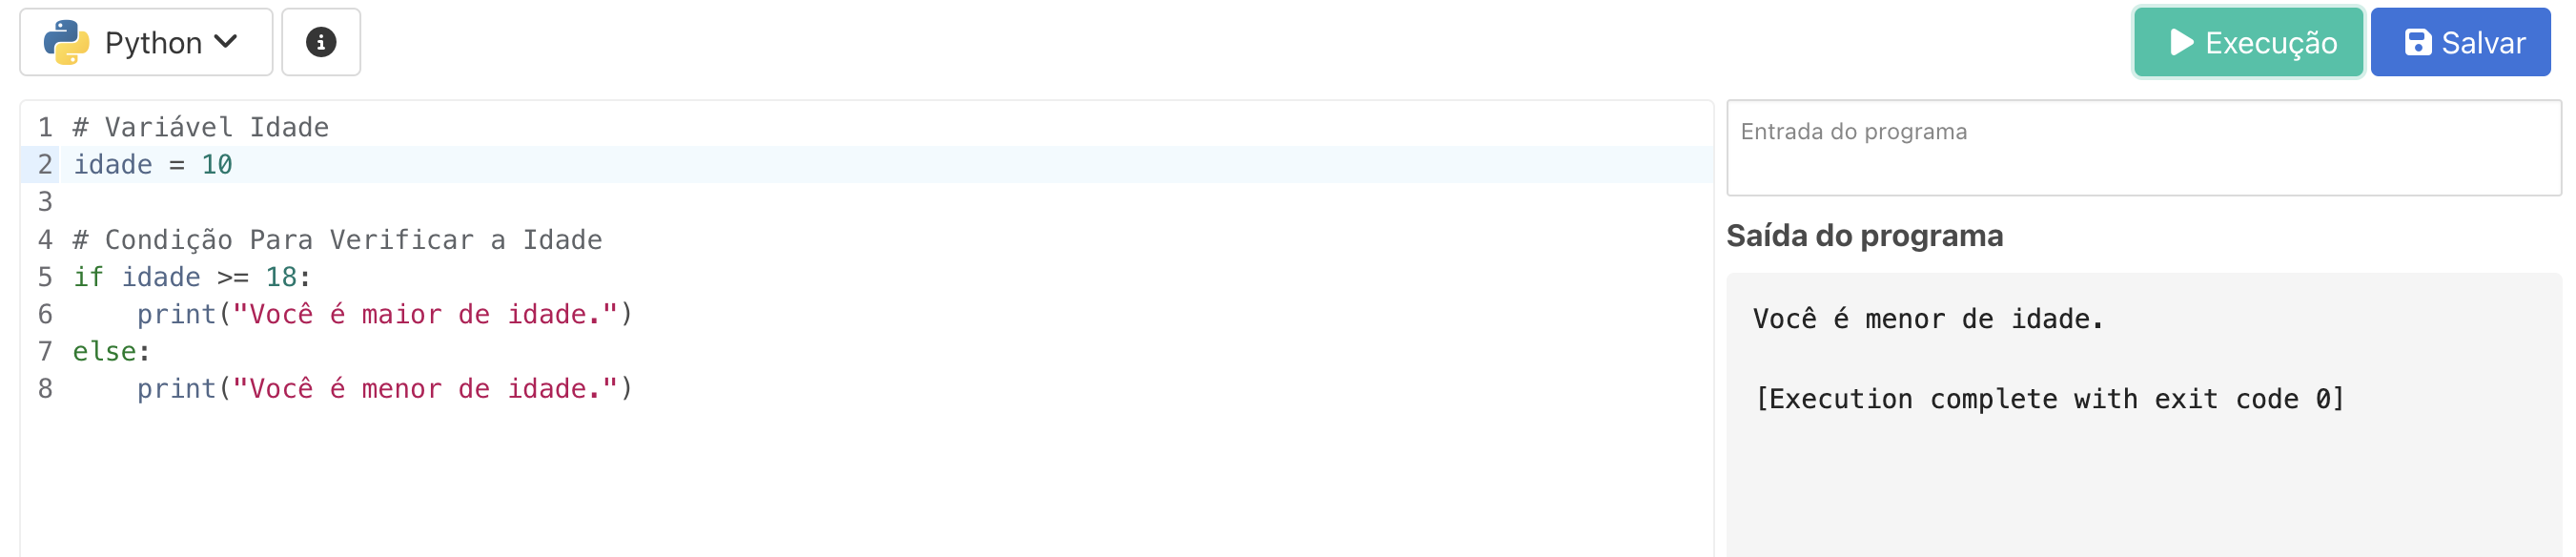 Python
Execução
Salvar
1 # Variável Idade
2 idade = 10
3
4 # Condição Para Verificar a Idade
5 if idade >= 18:
6     print("Você é maior de idade.")
7 else:
8     print("Você é menor de idade.")
Entrada do programa
Saída do programa
Você é menor de idade.
[Execution complete with exit code 0]